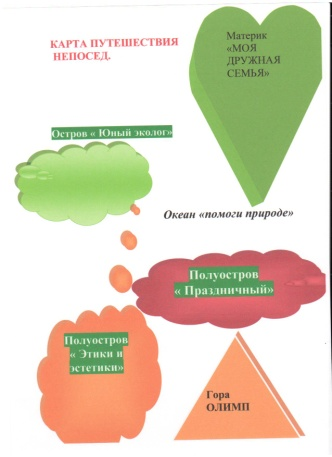 КАРТА ПУТЕШЕСТВИЯ
НЕПОСЕД.
Материк
«МОЯ
ДРУЖНАЯ
СЕМЬЯ»
Остров « Юный эколог»
Океан «помоги природе»
Полуостров
« Праздничный»
Полуостров
« Этики и
эстетики»
Гора
ОЛИМП